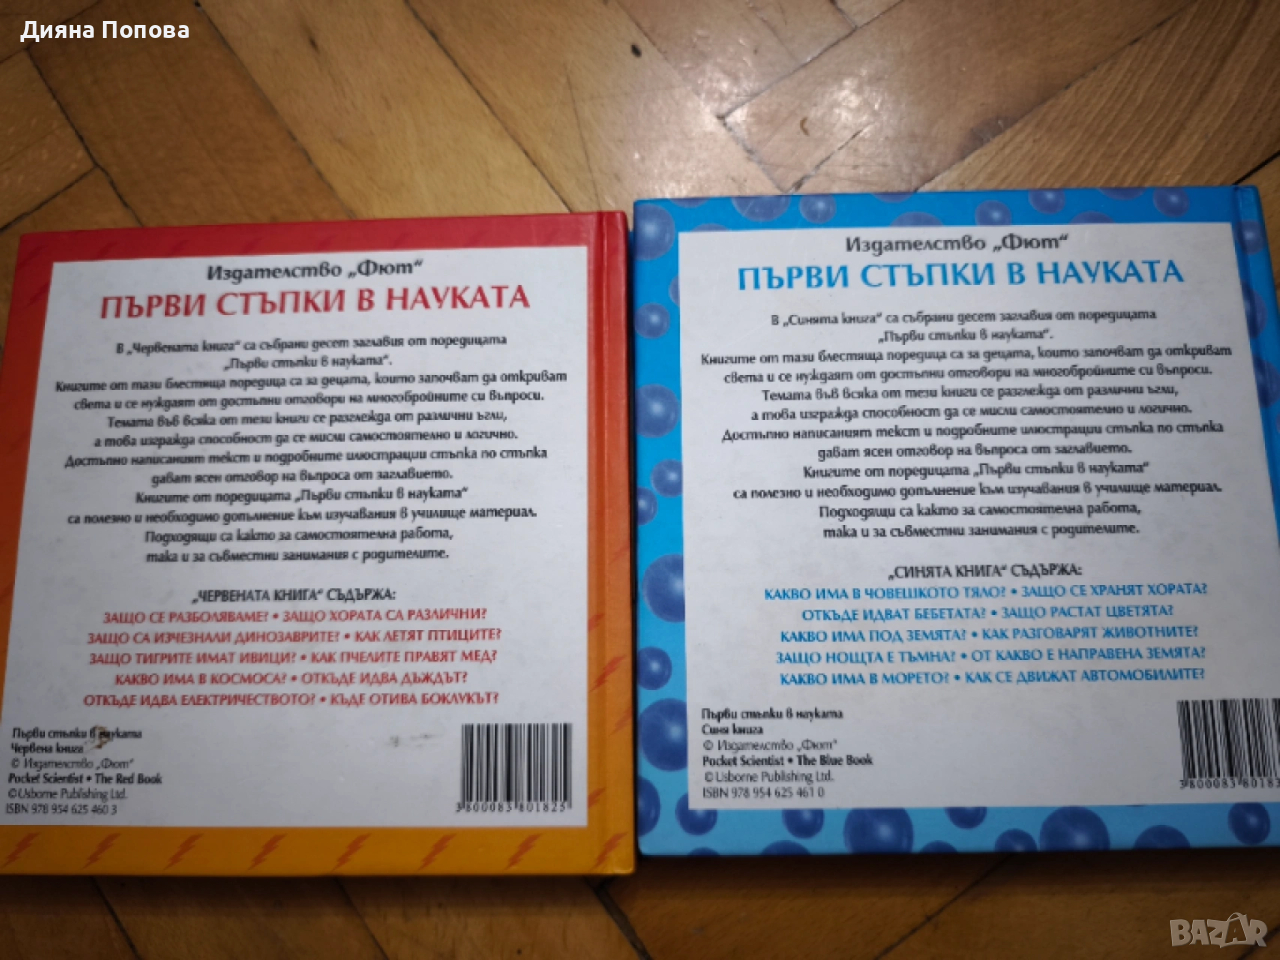 Дияна Попова
Издателство „Фют“
ПЪРВИ СТЪПКИ В НАУКАТА
В „Червената книга“ са събрани десет заглавия от поредицата
„Първи стъпки в науката“.
Книгите от тази блестяща поредица са за децата, които започват да откриват
света и се нуждаят от достъпни отговори на многобройните си въпроси.
Темата във всяка от тези книги се разглежда от различни ъгли,
а това изгражда способност да се мисли самостоятелно и логично.
Достъпно написаният текст и подробните илюстрации стъпка по стъпка
дават ясен отговор на въпроса от заглавието.
Книгите от поредицата „Първи стъпки в науката“
са полезно и необходимо допълнение към изучавания в училище материал.
Подходящи са както за самостоятелна работа,
така и за съвместни занимания с родителите.
„ЧЕРВЕНАТА КНИГА“ СЪДЪРЖА:
ЗАЩО СЕ РАЗБОЛЯВАМЕ? • ЗАЩО ХОРАТА СА РАЗЛИЧНИ?
ЗАЩО СА ИЗЧЕЗНАЛИ ДИНОЗАВРИТЕ? • КАК ЛЕТЯТ ПТИЦИТЕ?
ЗАЩО ТИГРИТЕ ИМАТ ИВИЦИ? • КАК ПЧЕЛИТЕ ПРАВЯТ МЕД?
КАКВО ИМА В КОСМОСА? • ОТКЪДЕ ИДВА ДЪЖДЪТ?
ОТКЪДЕ ИДВА ЕЛЕКТРИЧЕСТВОТО? • КЪДЕ ОТИВА БОКЛУКЪТ?
Първи стъпки в науката
Червена книга
© Издателство „Фют“
Pocket Scientist • The Red Book
© Usborne Publishing Ltd.
ISBN 978 954 625 460 3
3800083801825
Издателство „Фют“
ПЪРВИ СТЪПКИ В НАУКАТА
В „Синята книга“ са събрани десет заглавия от поредицата
„Първи стъпки в науката“.
Книгите от тази блестяща поредица са за децата, които започват да откриват
света и се нуждаят от достъпни отговори на многобройните си въпроси.
Темата във всяка от тези книги се разглежда от различни ъгли,
а това изгражда способност да се мисли самостоятелно и логично.
Достъпно написаният текст и подробните илюстрации стъпка по стъпка
дават ясен отговор на въпроса от заглавието.
Книгите от поредицата „Първи стъпки в науката“
са полезно и необходимо допълнение към изучавания в училище материал.
Подходящи са както за самостоятелна работа,
така и за съвместни занимания с родителите.
„СИНЯТА КНИГА“ СЪДЪРЖА:
КАКВО ИМА В ЧОВЕШКОТО ТЯЛО? • ЗАЩО СЕ ХРАНЯТ ХОРАТА?
ОТКЪДЕ ИДВАТ БЕБЕТАТА? • ЗАЩО РАСТАТ ЦВЕТЯТА?
КАКВО ИМА ПОД ЗЕМЯТА? • КАК РАЗГОВАРЯТ ЖИВОТНИТЕ?
ЗАЩО НОЩТА Е ТЪМНА? • ОТ КАКВО Е НАПРАВЕНА ЗЕМЯТА?
КАКВО ИМА В МОРЕТО? • КАК СЕ ДВИЖАТ АВТОМОБИЛИТЕ?
Първи стъпки в науката
Синя книга
© Издателство „Фют“
Pocket Scientist • The Blue Book
© Usborne Publishing Ltd.
ISBN 978 954 625 461 0
380008380183
BAZAR